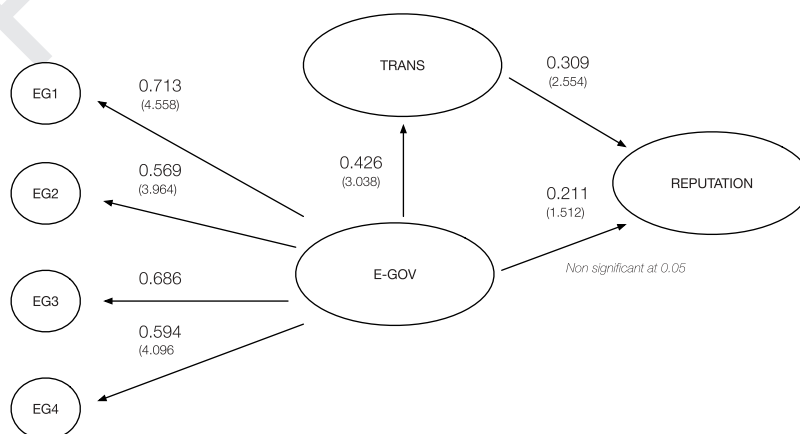 TRANS
0.309
(2.554)
EG1
0.713
(4.558)
0.426
(3.038)
EG2
0.569
(3.964)
REPUTATION
0.211
(1.512)
Non significant at 0.05
E-GOV
EG3
0.686
0.594
(4.096
EG4